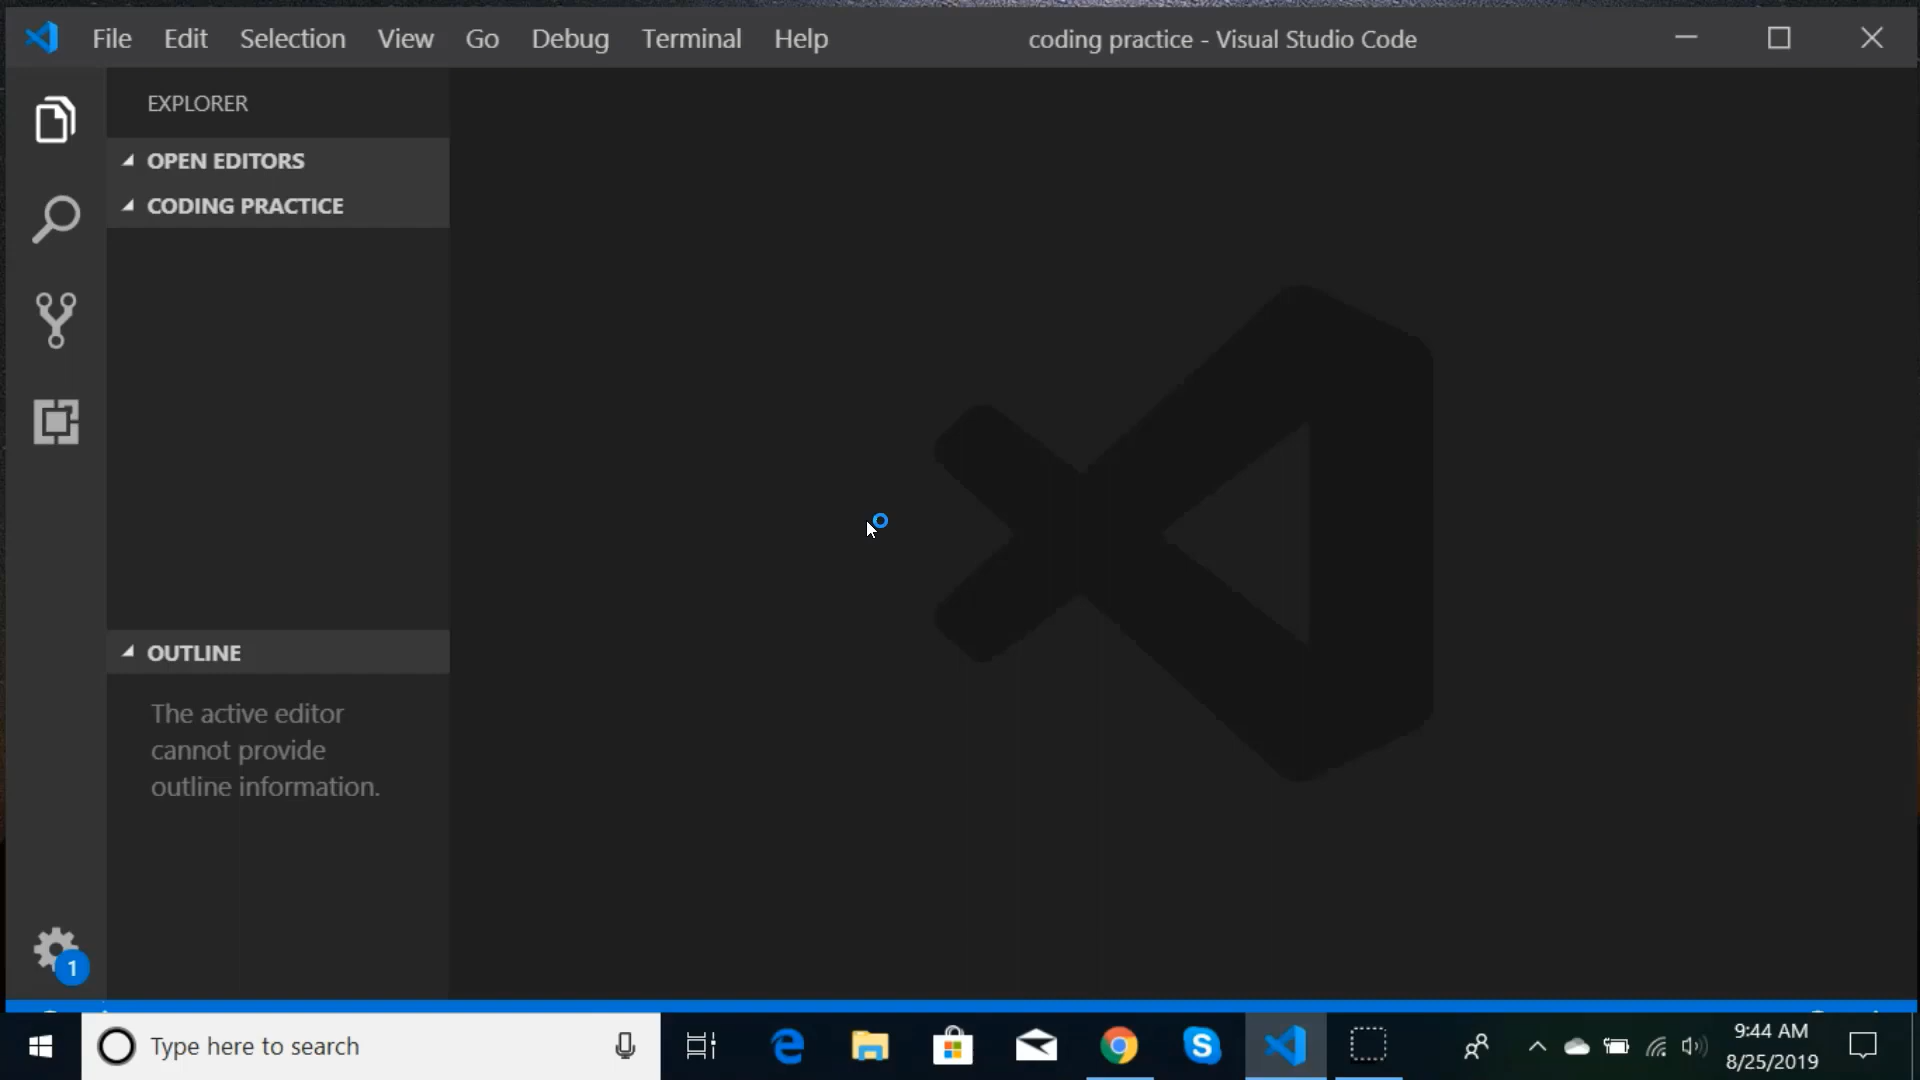 File Edit Selection View Go Debug Terminal Help coding practice - Visual Studio Code
EXPLORER
OPEN EDITORS
CODING PRACTICE
OUTLINE
The active editor
cannot provide
outline information.
1
Type here to search
9:44 AM
8/25/2019